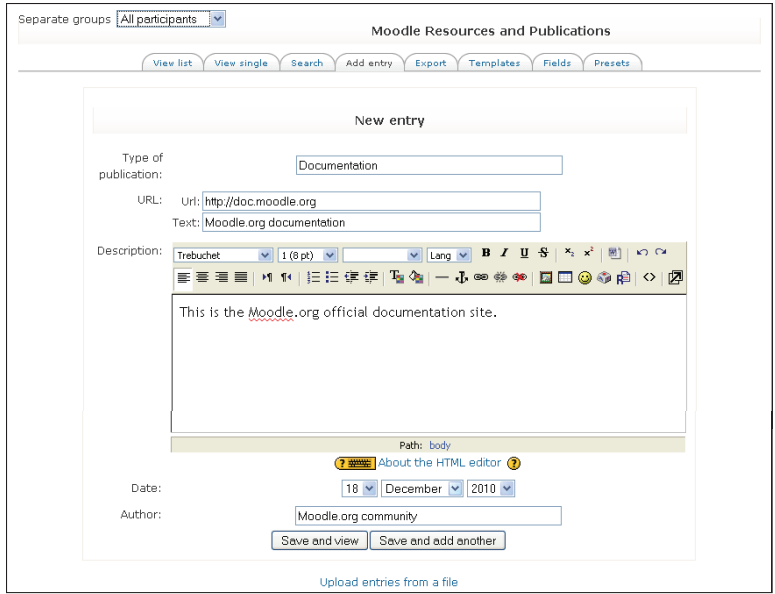 Separate groups All participants
Moodle Resources and Publications
View list View single Search Add entry Export Templates Fields Presets
New entry
Type of
publication: Documentation
URL: Url: http://doc.moodle.org
Text: Moodle.org documentation
Description: Trebuchet 1 (8 pt) Lang B I U S x₂ x²
This is the Moodle.org official documentation site.
Path: body
? About the HTML editor ?
Date: 18 December 2010
Author: Moodle.org community
Save and view Save and add another
Upload entries from a file